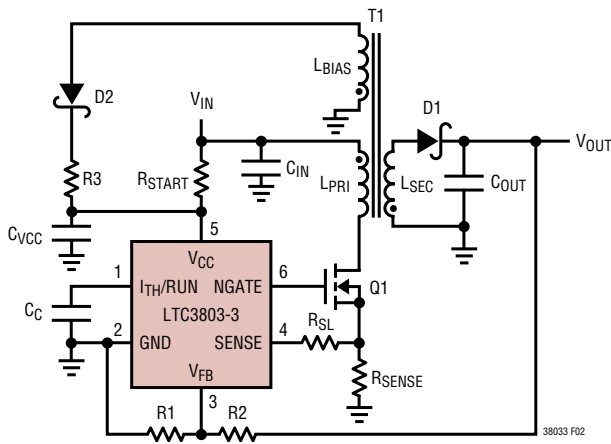 T1
L_BIAS
D2
V_IN
D1
V_OUT
R3
R_START
C_IN
L_PRI
L_SEC
C_OUT
C_VCC
5
V_CC
1
I_TH/RUN
NGATE
6
Q1
C_C
LTC3803-3
2
GND
SENSE
4
R_SL
V_FB
R_SENSE
3
R1
R2
38033 F02